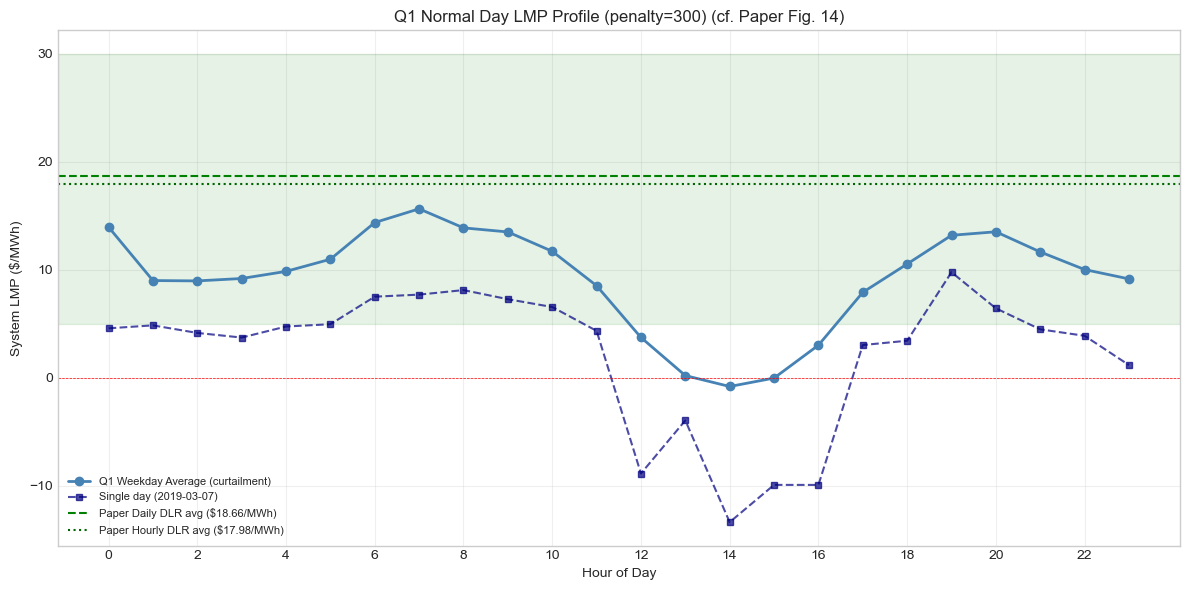 Q1 Normal Day LMP Profile (penalty=300) (cf. Paper Fig. 14)
System LMP ($/MWh)
30
20
10
0
−10
Q1 Weekday Average (curtailment)
Single day (2019-03-07)
Paper Daily DLR avg ($18.66/MWh)
Paper Hourly DLR avg ($17.98/MWh)
0 2 4 6 8 10 12 14 16 18 20 22
Hour of Day